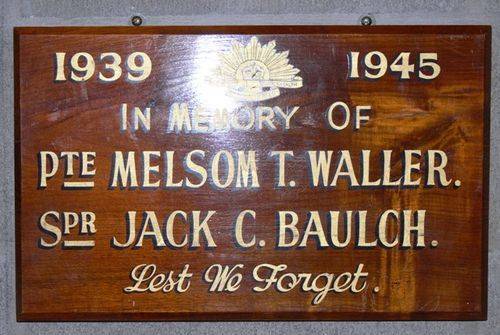 1939 1945
IN MEMORY OF
PTE MELSOM T. WALLER.
SPR JACK C. BAULCH.
Lest We Forget.